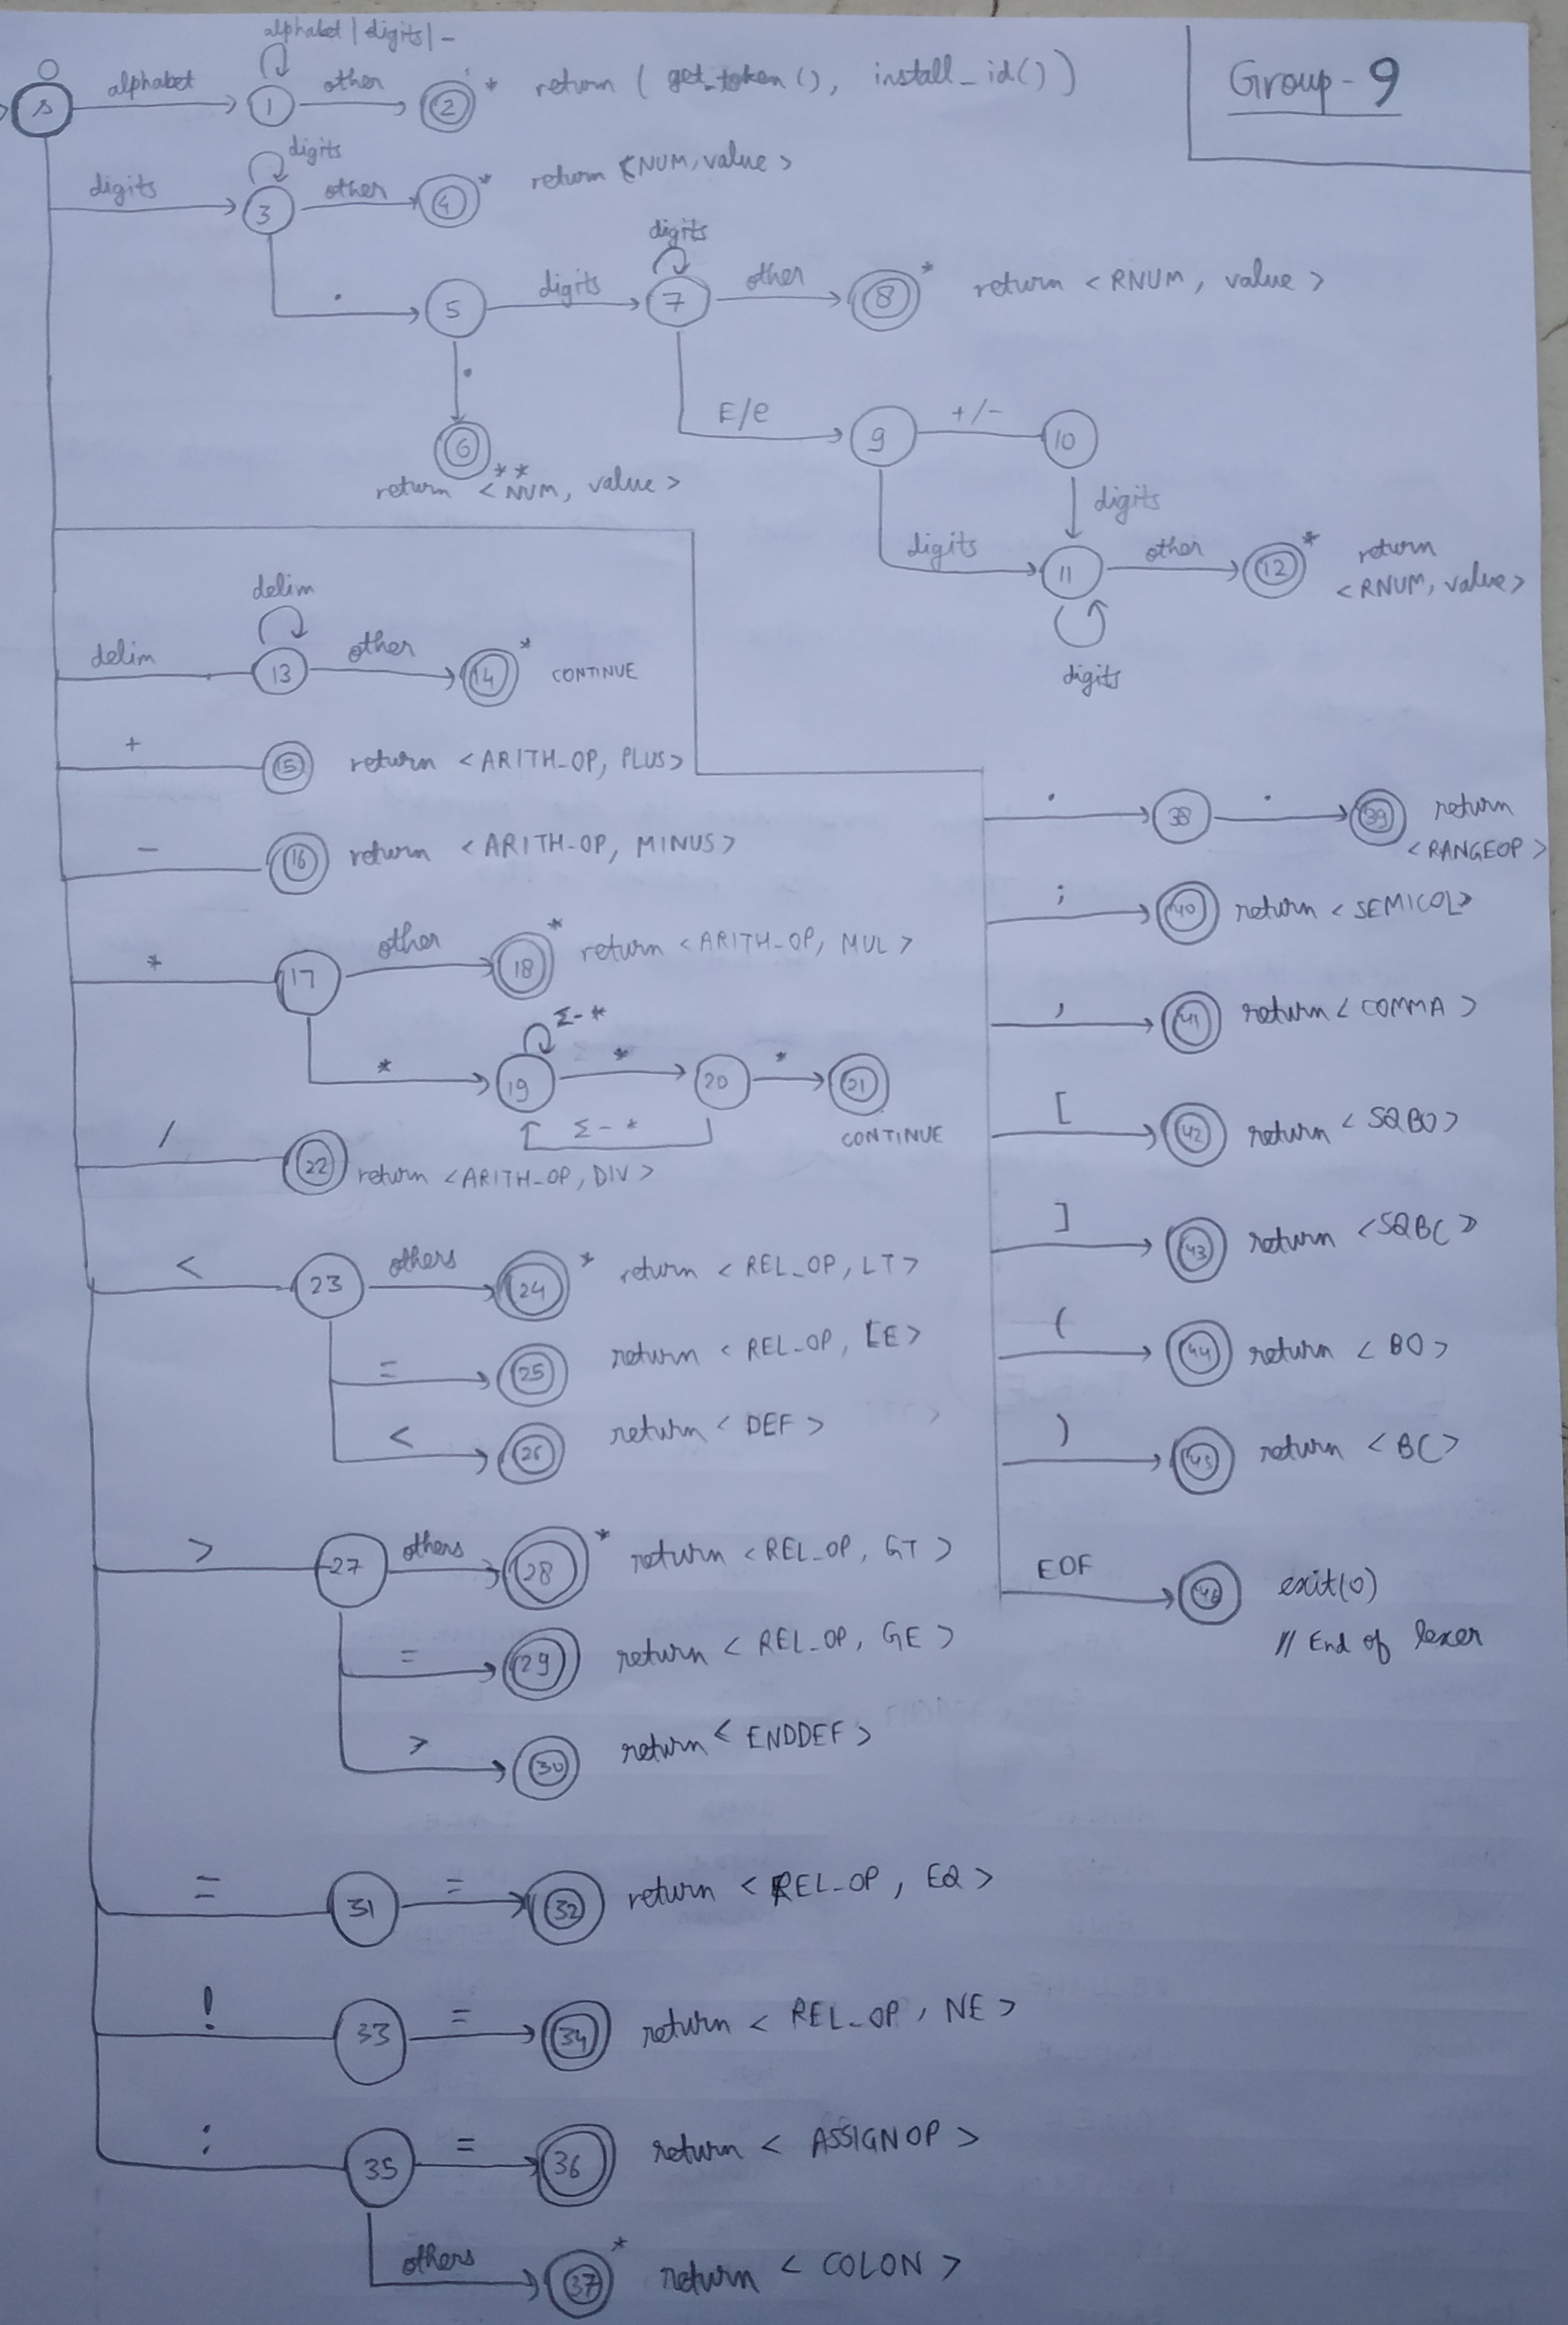 Group-9
alphabet | digits | _
s alphabet 1 other 2 * return ( get_token(), install_id() )
digits
digits 3 other 4 * return <NUM, value>
digits
. 5 digits 7 other 8 * return <RNUM, value>
.
6 **
return <NUM, value>
E/e 9 +/- 10
digits
digits 11 other 12 * return
<RNUM, value>
digits
delim
delim 13 other 14 * CONTINUE
+ 15 return <ARITH_OP, PLUS>
- 16 return <ARITH_OP, MINUS>
* 17 other 18 * return <ARITH_OP, MUL>
Σ-*
* 19 * 20 * 21
Σ-*
CONTINUE
/ 22 return <ARITH_OP, DIV>
< 23 others 24 * return <REL_OP, LT>
= 25 return <REL_OP, LE>
< 26 return <DEF>
> 27 others 28 * return <REL_OP, GT>
= 29 return <REL_OP, GE>
> 30 return <ENDDEF>
= 31 = 32 return <REL_OP, EQ>
! 33 = 34 return <REL_OP, NE>
: 35 = 36 return <ASSIGNOP>
others 37 * return <COLON>
. 38 . 39 return
<RANGEOP>
; 40 return <SEMICOL>
, 41 return <COMMA>
[ 42 return <SQBO>
] 43 return <SQBC>
( 44 return <BO>
) 45 return <BC>
EOF 46 exit(0)
// End of lexer